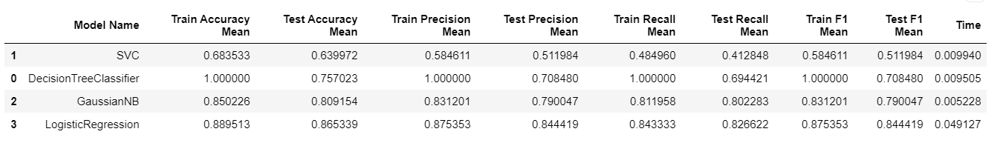 Model Name Train Accuracy Mean Test Accuracy Mean Train Precision Mean Test Precision Mean Train Recall Mean Test Recall Mean Train F1 Mean Test F1 Mean Time
1 SVC 0.683533 0.639972 0.584611 0.511984 0.484960 0.412848 0.584611 0.511984 0.009940
0 DecisionTreeClassifier 1.000000 0.757023 1.000000 0.708480 1.000000 0.694421 1.000000 0.708480 0.009505
2 GaussianNB 0.850226 0.809154 0.831201 0.790047 0.811958 0.802283 0.831201 0.790047 0.005228
3 LogisticRegression 0.889513 0.865339 0.875353 0.844419 0.843333 0.826622 0.875353 0.844419 0.049127